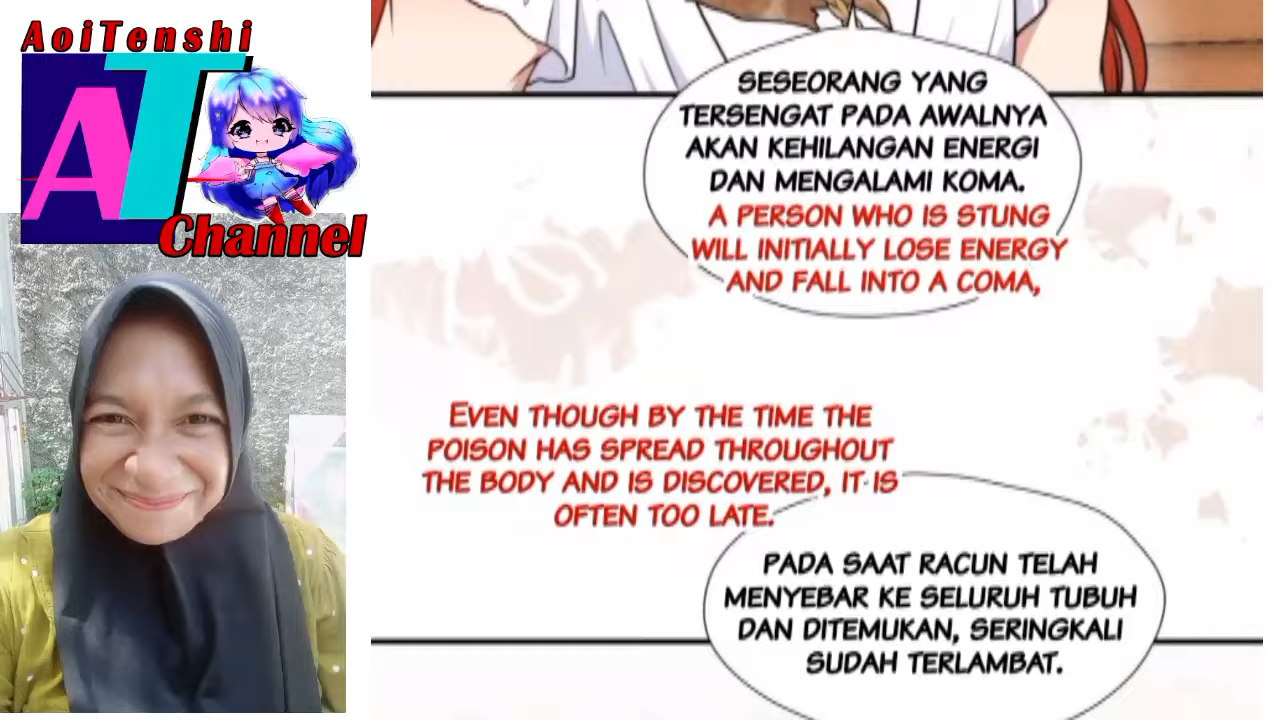 AoiTenshi
AT
Channel
SESEORANG YANG
TERSENGAT PADA AWALNYA
AKAN KEHILANGAN ENERGI
DAN MENGALAMI KOMA.
A PERSON WHO IS STUNG
WILL INITIALLY LOSE ENERGY
AND FALL INTO A COMA,
EVEN THOUGH BY THE TIME THE
POISON HAS SPREAD THROUGHOUT
THE BODY AND IS DISCOVERED, IT IS
OFTEN TOO LATE.
PADA SAAT RACUN TELAH
MENYEBAR KE SELURUH TUBUH
DAN DITEMUKAN, SERINGKALI
SUDAH TERLAMBAT.